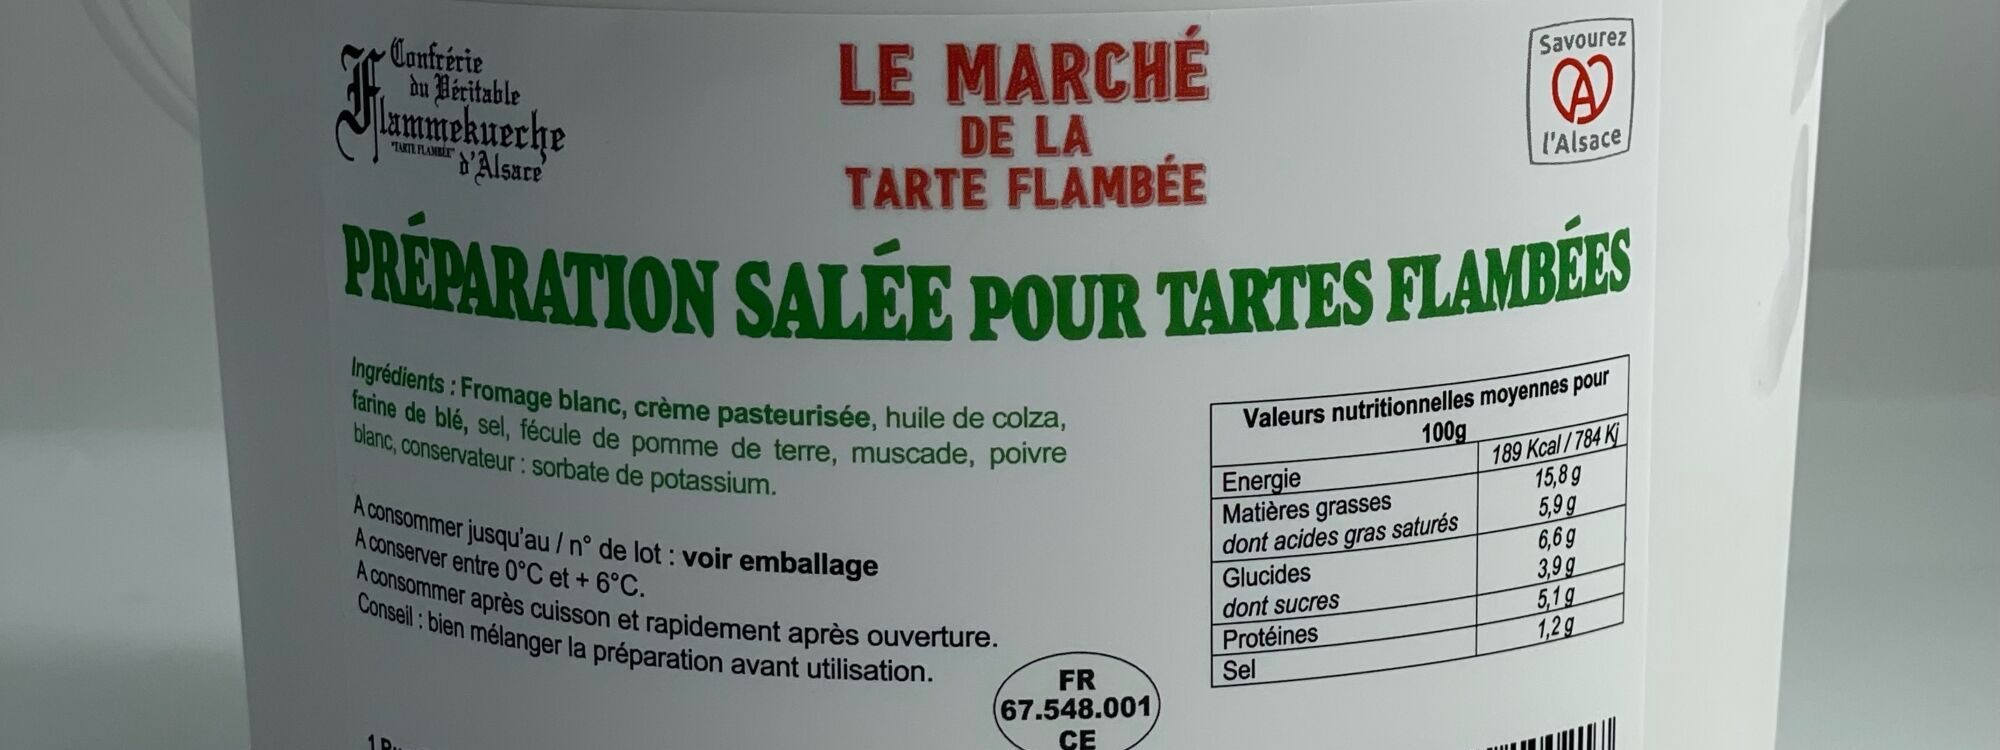 Confrérie
du Véritable
Flammekueche
"TARTE FLAMBÉE"
d'Alsace
LE MARCHÉ
DE LA
TARTE FLAMBÉE
Savourez
A
l'Alsace
PRÉPARATION SALÉE POUR TARTES FLAMBÉES
Ingrédients : Fromage blanc, crème pasteurisée, huile de colza,
farine de blé, sel, fécule de pomme de terre, muscade, poivre
blanc, conservateur : sorbate de potassium.
A consommer jusqu'au / n° de lot : voir emballage
A conserver entre 0°C et + 6°C.
A consommer après cuisson et rapidement après ouverture.
Conseil : bien mélanger la préparation avant utilisation.
FR
67.548.001
CE
Valeurs nutritionnelles moyennes pour
100g
Energie 189 Kcal / 784 Kj
Matières grasses 15,8 g
dont acides gras saturés 5,9 g
Glucides 6,6 g
dont sucres 3,9 g
Protéines 5,1 g
Sel 1,2 g